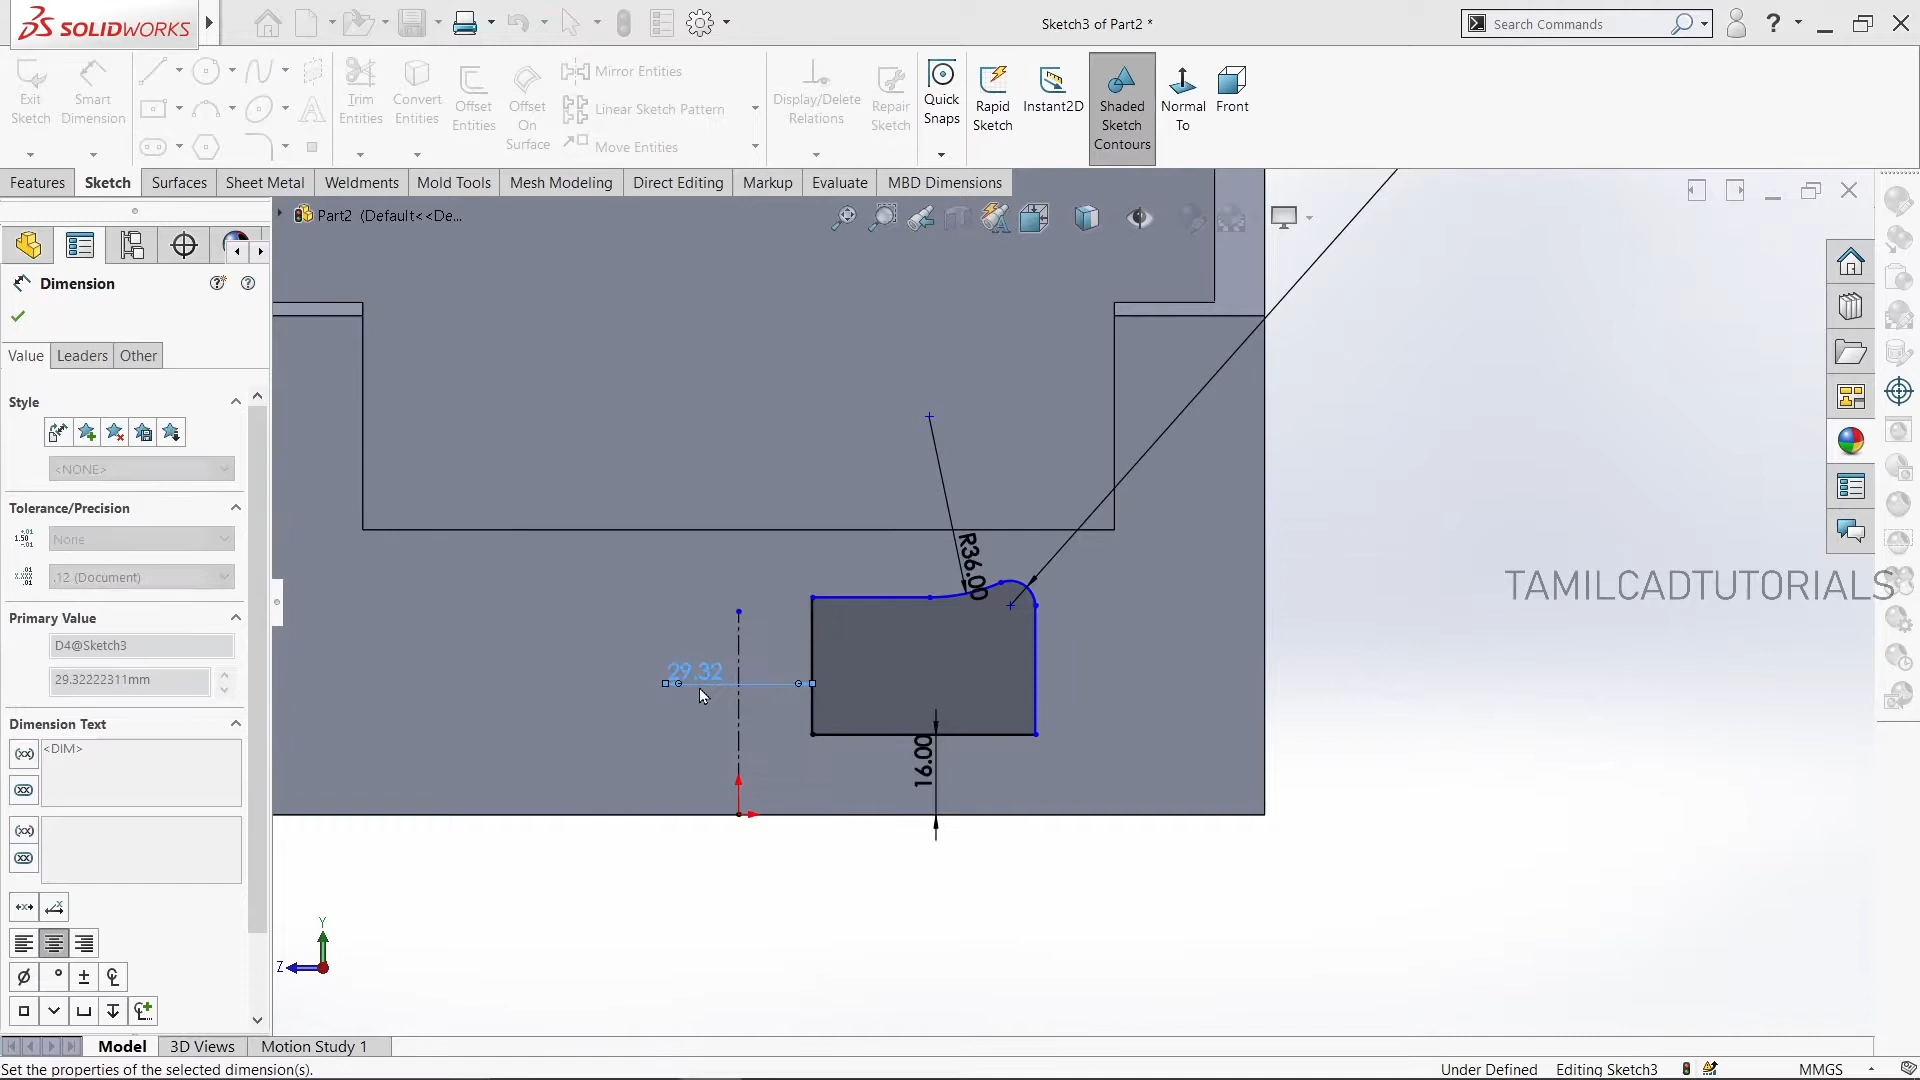 SOLIDWORKS
Sketch3 of Part2 *
Search Commands
Exit Sketch
Smart Dimension
Trim Entities
Convert Entities
Offset Entities
Offset On Surface
Mirror Entities
Linear Sketch Pattern
Move Entities
Display/Delete Relations
Repair Sketch
Quick Snaps
Rapid Sketch
Instant2D
Shaded Sketch Contours
Normal To
Front
Features
Sketch
Surfaces
Sheet Metal
Weldments
Mold Tools
Mesh Modeling
Direct Editing
Markup
Evaluate
MBD Dimensions
Part2 (Default<<De...
Dimension
Value
Leaders
Other
Style
<NONE>
Tolerance/Precision
None
.12 (Document)
Primary Value
D4@Sketch3
29.32222311mm
Dimension Text
<DIM>
R36.00
29.32
16.00
TAMILCADTUTORIALS
Y
Z
Model
3D Views
Motion Study 1
Set the properties of the selected dimension(s).
Under Defined
Editing Sketch3
MMGS